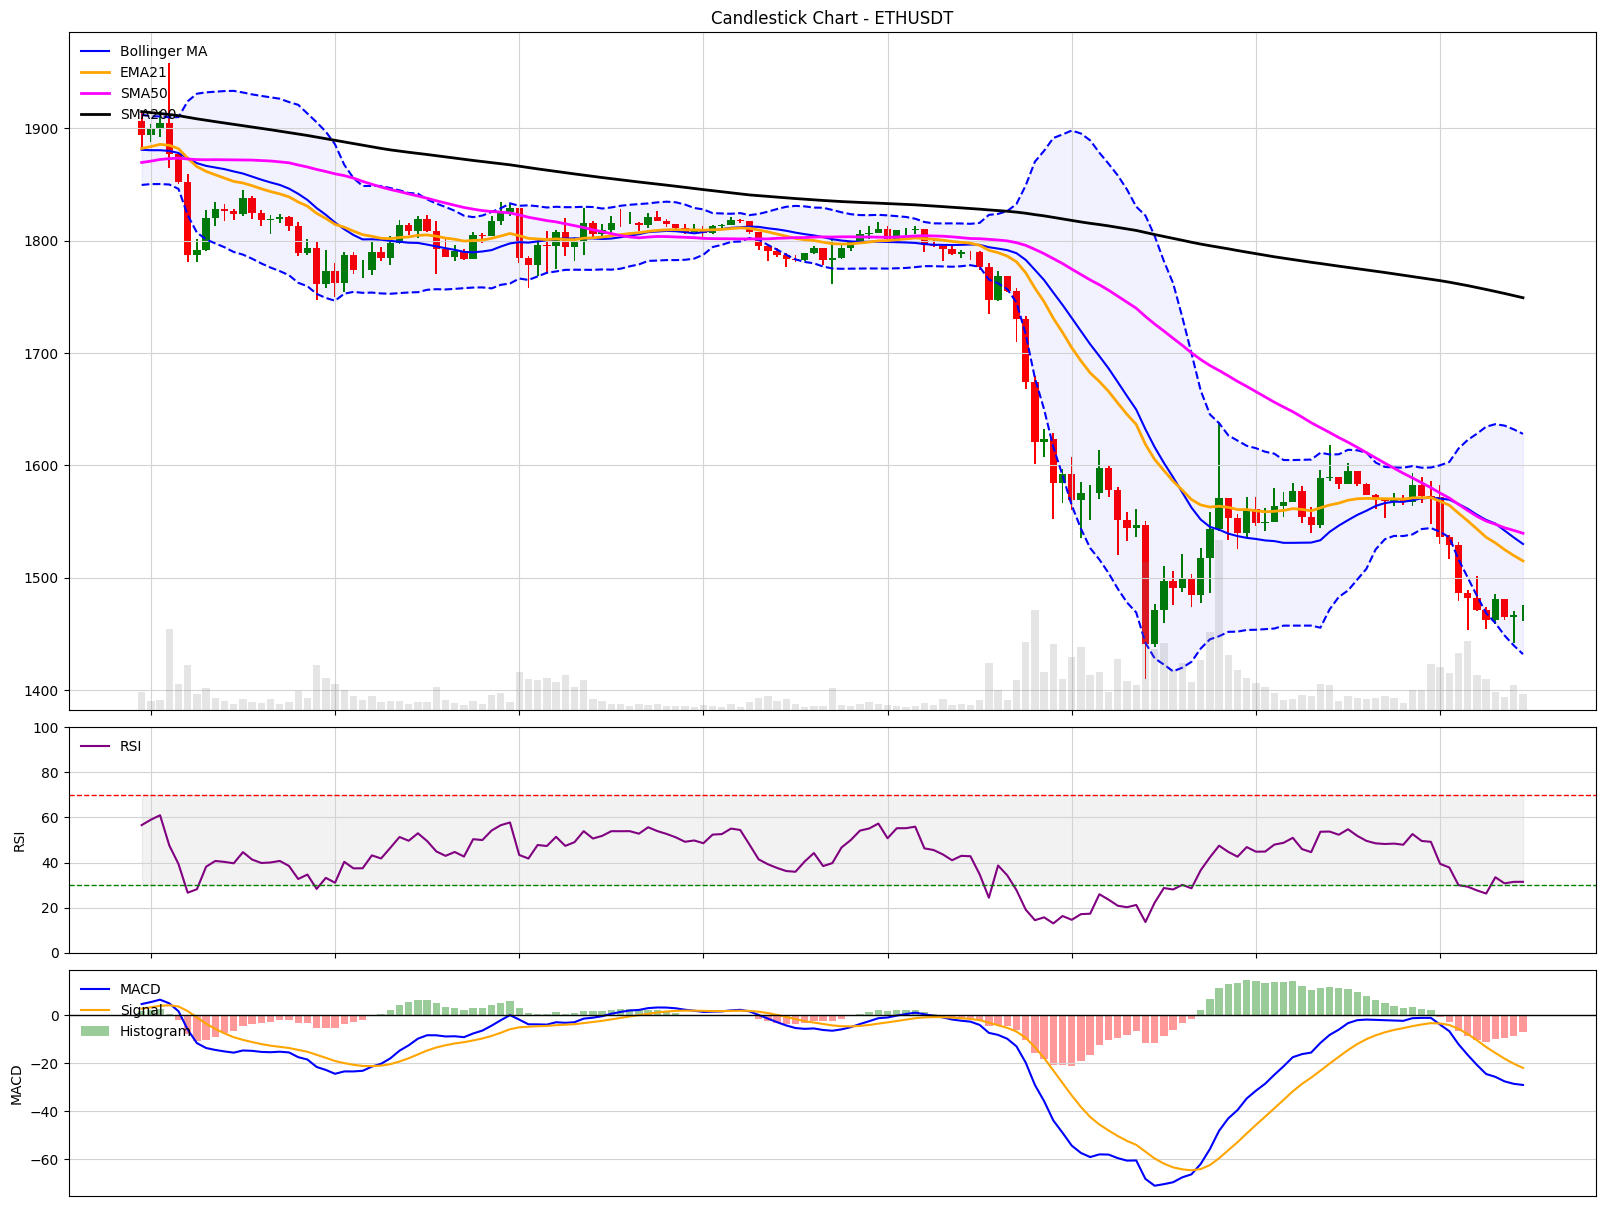 Candlestick Chart - ETHUSDT
Bollinger MA
EMA21
SMA50
SMA200
1900
1800
1700
1600
1500
1400
100
80
60
40
20
0
RSI
RSI
0
−20
−40
−60
MACD
MACD
Signal
Histogram